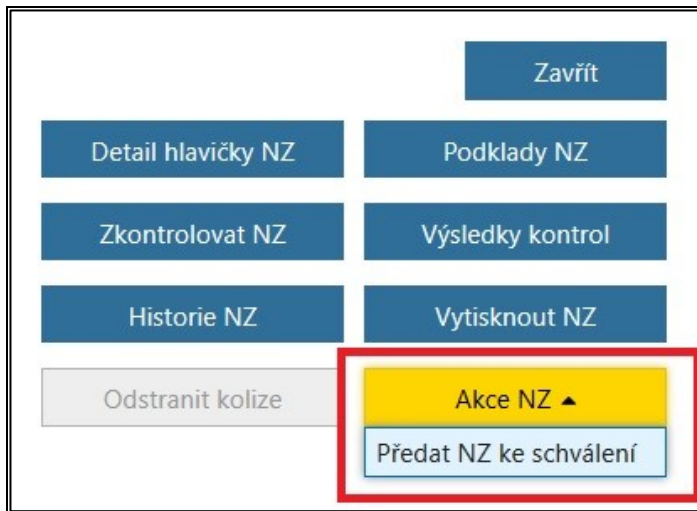 Zavřít
Detail hlavičky NZ
Podklady NZ
Zkontrolovat NZ
Výsledky kontrol
Historie NZ
Vytisknout NZ
Odstranit kolize
Akce NZ
Předat NZ ke schválení